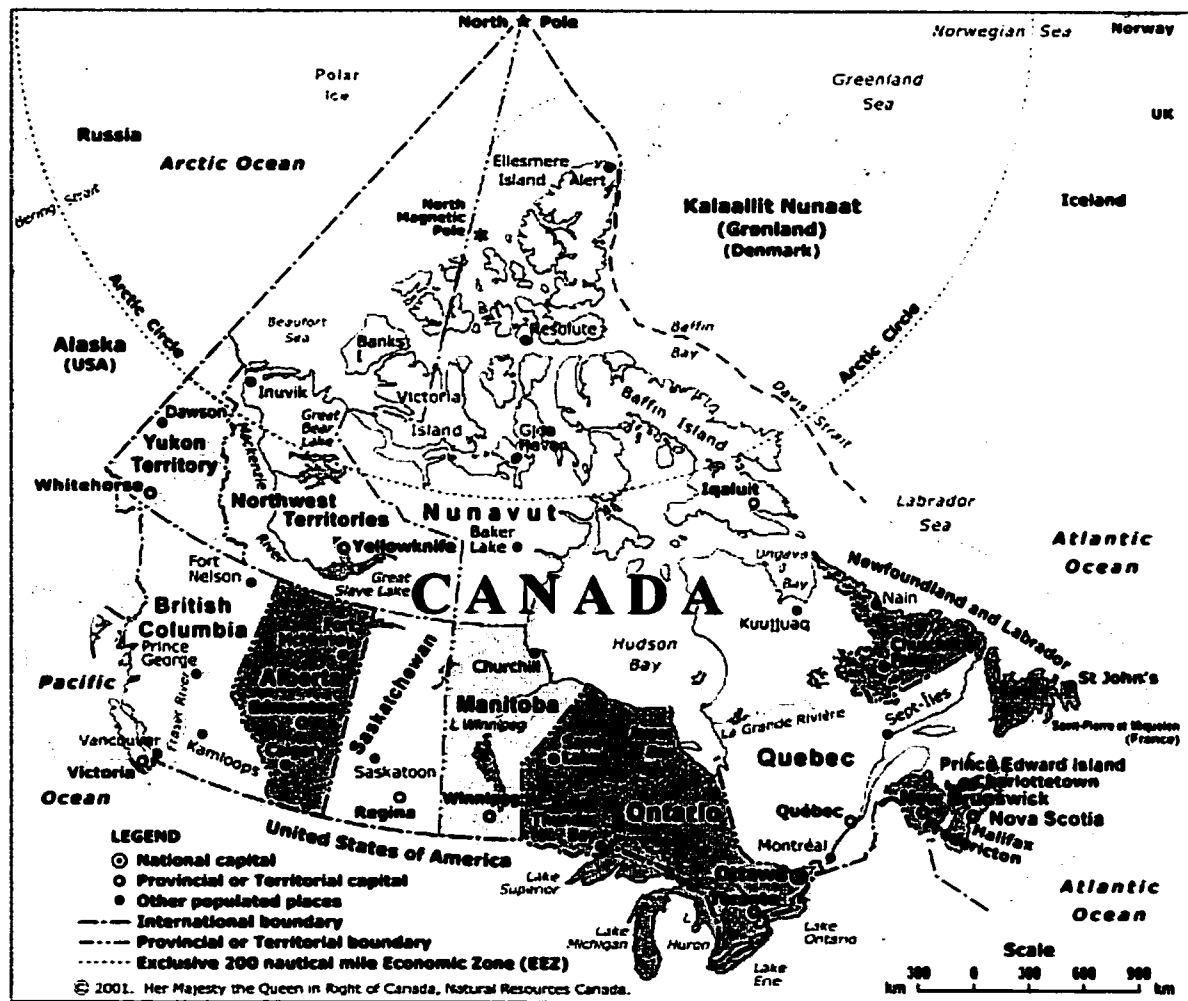 North Pole
Norwegian Sea
Norway
Polar
Ice
Greenland
Sea
UK
Russia
Arctic Ocean
Ellesmere
Island
Alert
Iceland
Bering Strait
North
Magnetic
Pole
Kalaallit Nunaat
(Grønland)
(Denmark)
Arctic Circle
Beaufort
Sea
Resolute
Baffin
Bay
Arctic Circle
Alaska
(USA)
Banks
I
Inuvik
Victoria
Island
Baffin Island
Davis Strait
Dawson
Great
Bear
Lake
Gjoa
Haven
Yukon
Territory
Mackenzie
River
Whitehorse
Northwest
Territories
Nunavut
Iqaluit
Labrador
Sea
Yellowknife
Baker
Lake
Ungava
Bay
Atlantic
Ocean
Fort
Nelson
Great
Slave Lake
CANADA
Newfoundland and Labrador
Nain
British
Columbia
Kuujjuaq
Prince
George
Hudson
Bay
Churchill
Pacific
Ocean
Alberta
Saskatchewan
Manitoba
L Winnipeg
St John's
Fraser River
La Grande Rivière
Sept-Îles
Saint-Pierre et Miquelon
(France)
Vancouver
Victoria
Kamloops
Saskatoon
Quebec
Prince Edward Island
Charlottetown
Regina
Winnipeg
Ontario
Québec
Nova Scotia
Halifax
Montréal
United States of America
Lake
Superior
Ottawa
Toronto
Lake
Michigan
L
Huron
Lake
Ontario
Lake
Erie
Atlantic
Ocean
LEGEND
National capital
Provincial or Territorial capital
Other populated places
International boundary
Provincial or Territorial boundary
Exclusive 200 nautical mile Economic Zone (EEZ)
Scale
300 0 300 600 900
km km
© 2001. Her Majesty the Queen in Right of Canada, Natural Resources Canada.